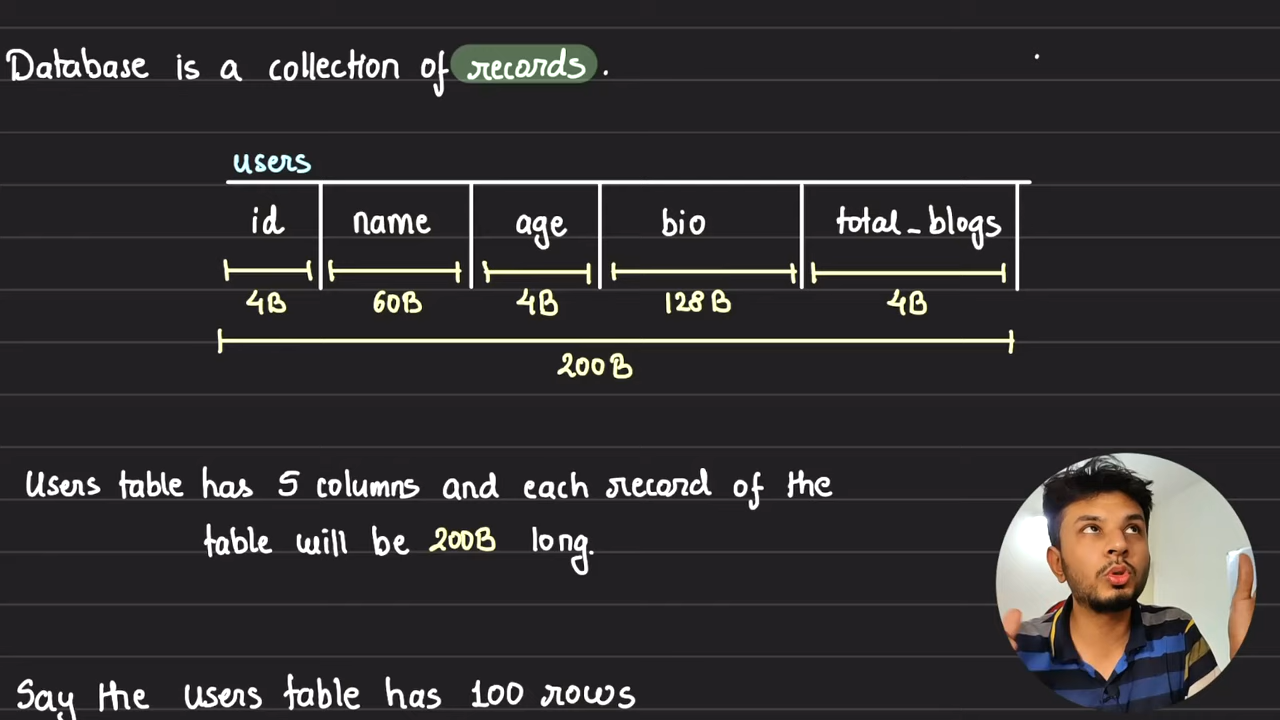 Database is a collection of records.
users
id name age bio total_blogs
4B 60B 4B 128B 4B
200B
Users table has 5 columns and each record of the
table will be 200B long.
Say the users table has 100 rows